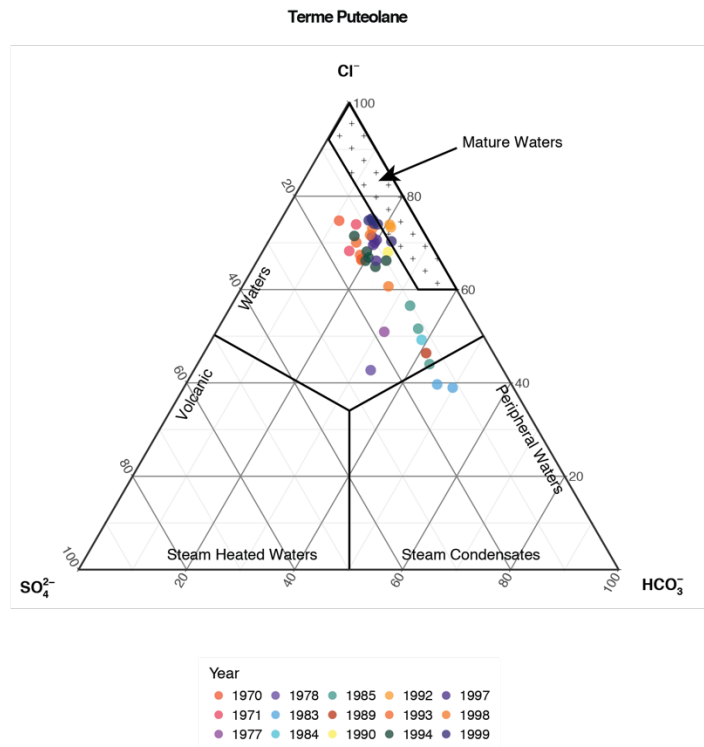 Terme Puteolane
Cl⁻
100
Mature Waters
20
80
Waters
40
60
60
Volcanic
40
Peripheral Waters
80
20
100
Steam Heated Waters
Steam Condensates
SO₄²⁻
HCO₃⁻
20
40
60
80
100
Year
1970 1978 1985 1992 1997
1971 1983 1989 1993 1998
1977 1984 1990 1994 1999